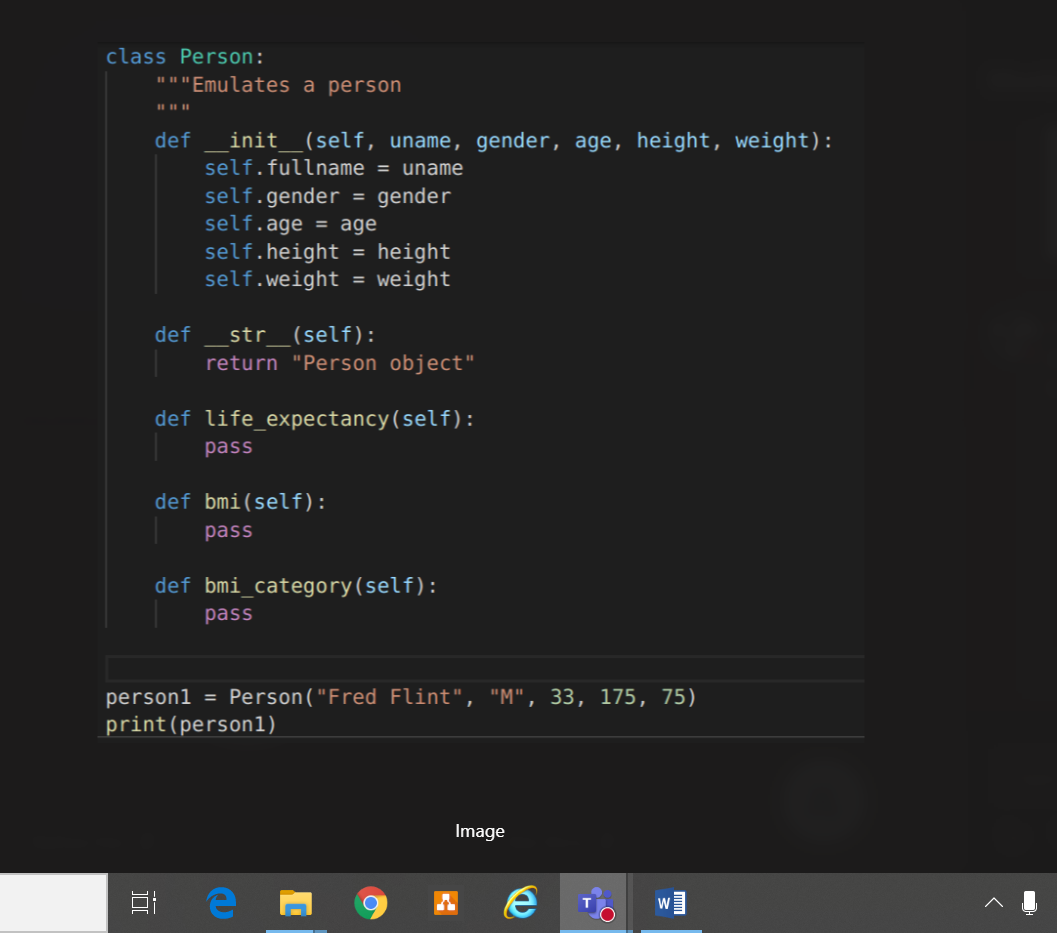 class Person:
    """Emulates a person
    """
    def __init__(self, uname, gender, age, height, weight):
        self.fullname = uname
        self.gender = gender
        self.age = age
        self.height = height
        self.weight = weight

    def __str__(self):
        return "Person object"

    def life_expectancy(self):
        pass

    def bmi(self):
        pass

    def bmi_category(self):
        pass

person1 = Person("Fred Flint", "M", 33, 175, 75)
print(person1)
Image